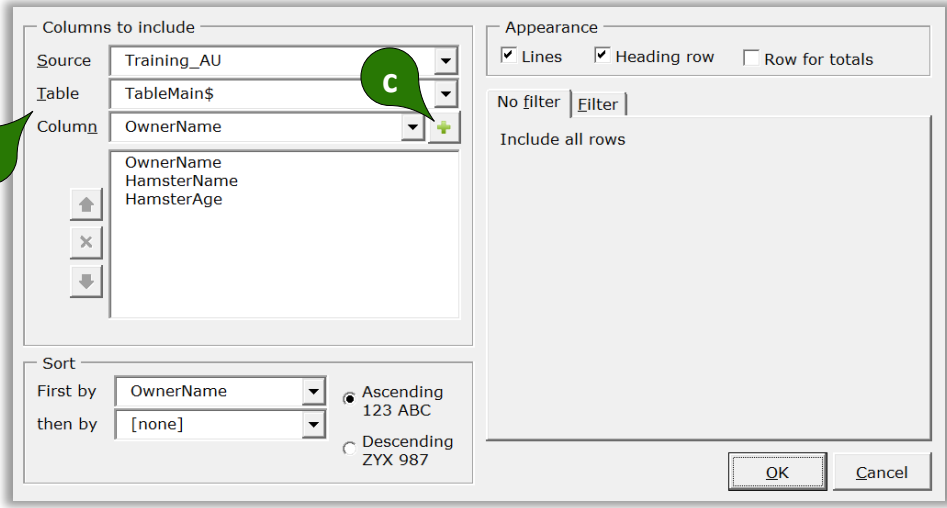 Columns to include
Source Training_AU
Table TableMain$
Column OwnerName
OwnerName
HamsterName
HamsterAge
Sort
First by OwnerName
then by [none]
Ascending
123 ABC
Descending
ZYX 987
Appearance
Lines Heading row Row for totals
No filter Filter
Include all rows
OK Cancel
c